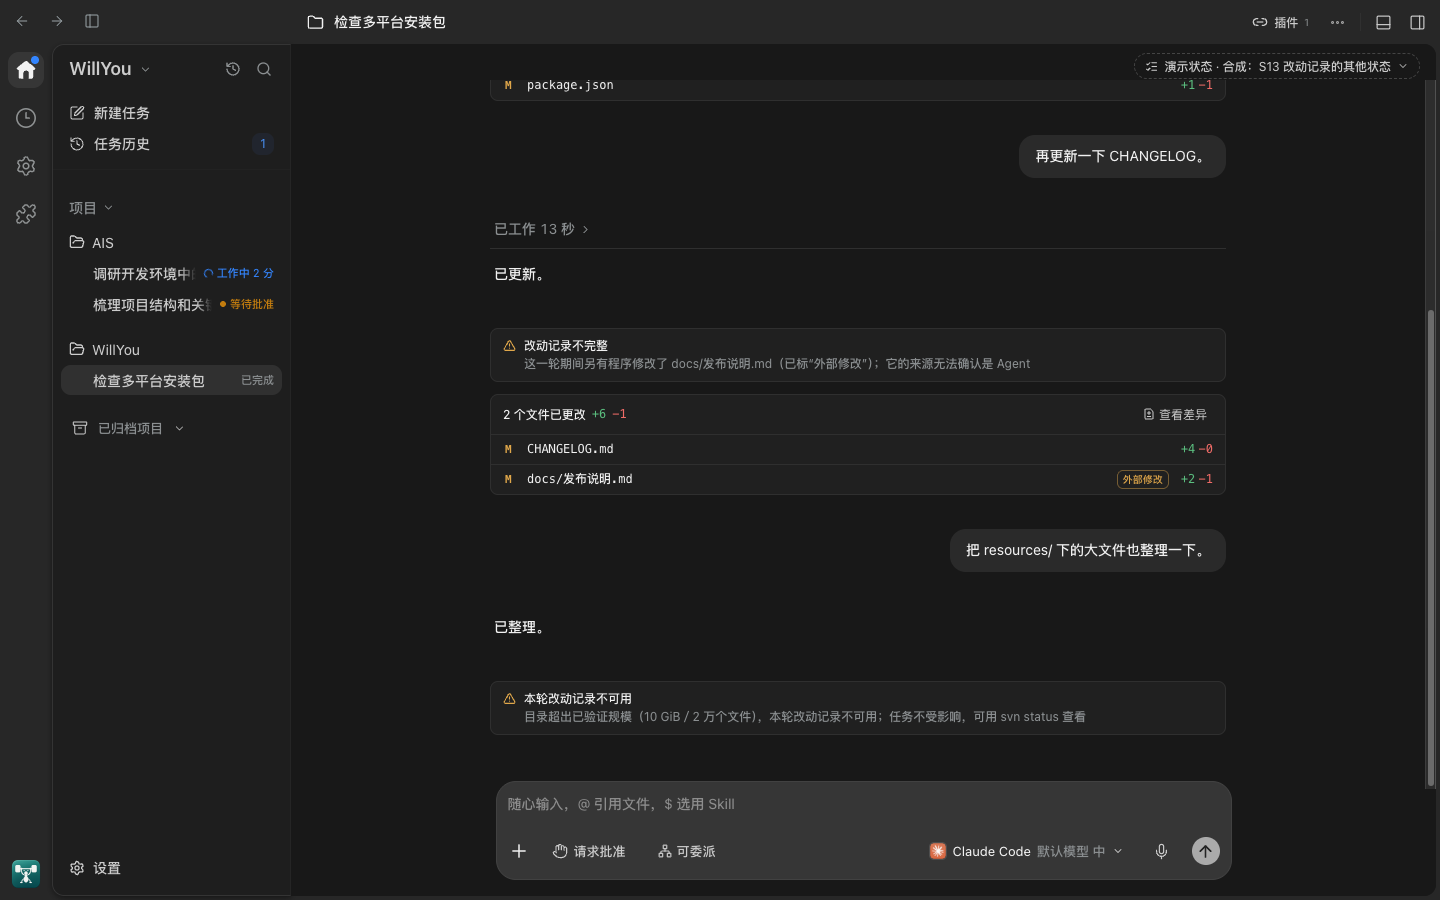 检查多平台安装包
插件 1
WillYou
演示状态 · 合成：S13 改动记录的其他状态
新建任务
任务历史 1
项目
AIS
调研开发环境中 工作中 2 分
梳理项目结构和关 等待批准
WillYou
检查多平台安装包 已完成
已归档项目
设置
M package.json +1 −1
再更新一下 CHANGELOG。
已工作 13 秒
已更新。
改动记录不完整
这一轮期间另有程序修改了 docs/发布说明.md（已标“外部修改”）；它的来源无法确认是 Agent
2 个文件已更改 +6 −1 查看差异
M CHANGELOG.md +4 −0
M docs/发布说明.md 外部修改 +2 −1
把 resources/ 下的大文件也整理一下。
已整理。
本轮改动记录不可用
目录超出已验证规模（10 GiB / 2 万个文件），本轮改动记录不可用；任务不受影响，可用 svn status 查看
随心输入，@ 引用文件，$ 选用 Skill
请求批准 可委派 Claude Code 默认模型 中